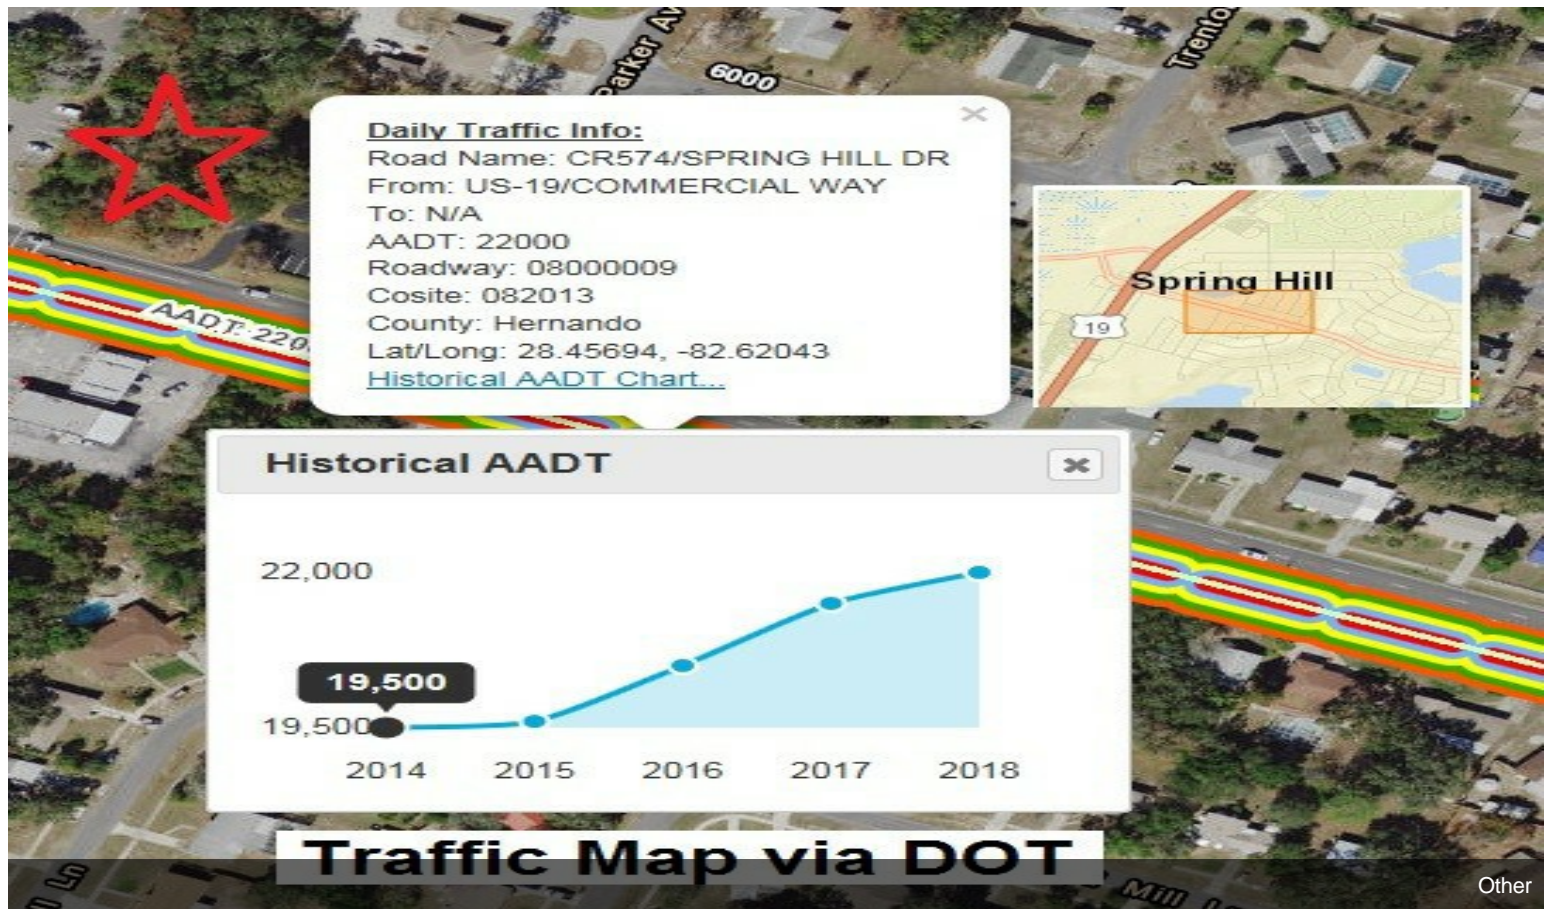 Parker Av
6000
Trento
Daily Traffic Info:
Road Name: CR574/SPRING HILL DR
From: US-19/COMMERCIAL WAY
To: N/A
AADT: 22000
Roadway: 08000009
Cosite: 082013
County: Hernando
Lat/Long: 28.45694, -82.62043
Historical AADT Chart...
Spring Hill
19
AADT: 220
Historical AADT
22,000
19,500
19,500
2014 2015 2016 2017 2018
Traffic Map via DOT
ll Ln
Mill L
Other